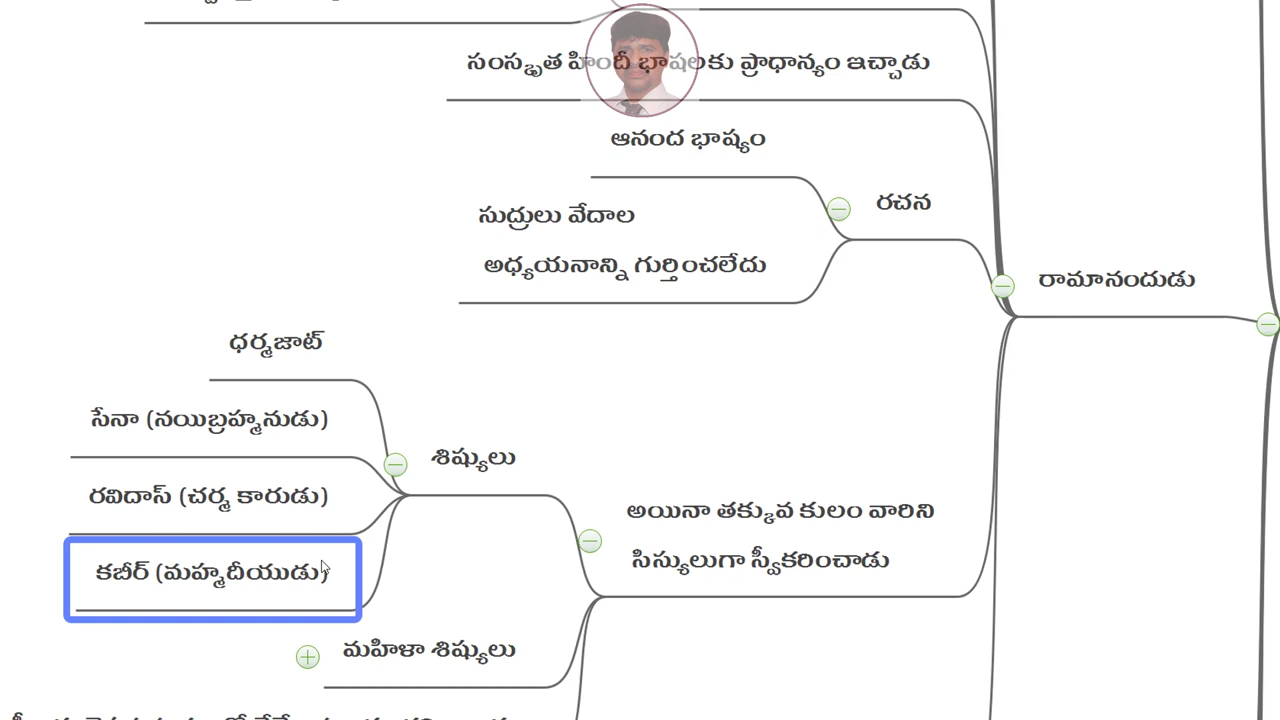 సంస్కృత హిందీ భాషలకు ప్రాధాన్యం ఇచ్చాడు
ఆనంద భాష్యం
రచన
సుద్రులు వేదాల
అధ్యయనాన్ని గుర్తించలేదు
రామానందుడు
ధర్మజాట్
సేనా (నయిబ్రహ్మనుడు)
శిష్యులు
రవిదాస్ (చర్మ కారుడు)
అయినా తక్కువ కులం వారిని
సిస్యులుగా స్వీకరించాడు
కబీర్ (మహ్మదీయుడు)
మహిళా శిష్యులు